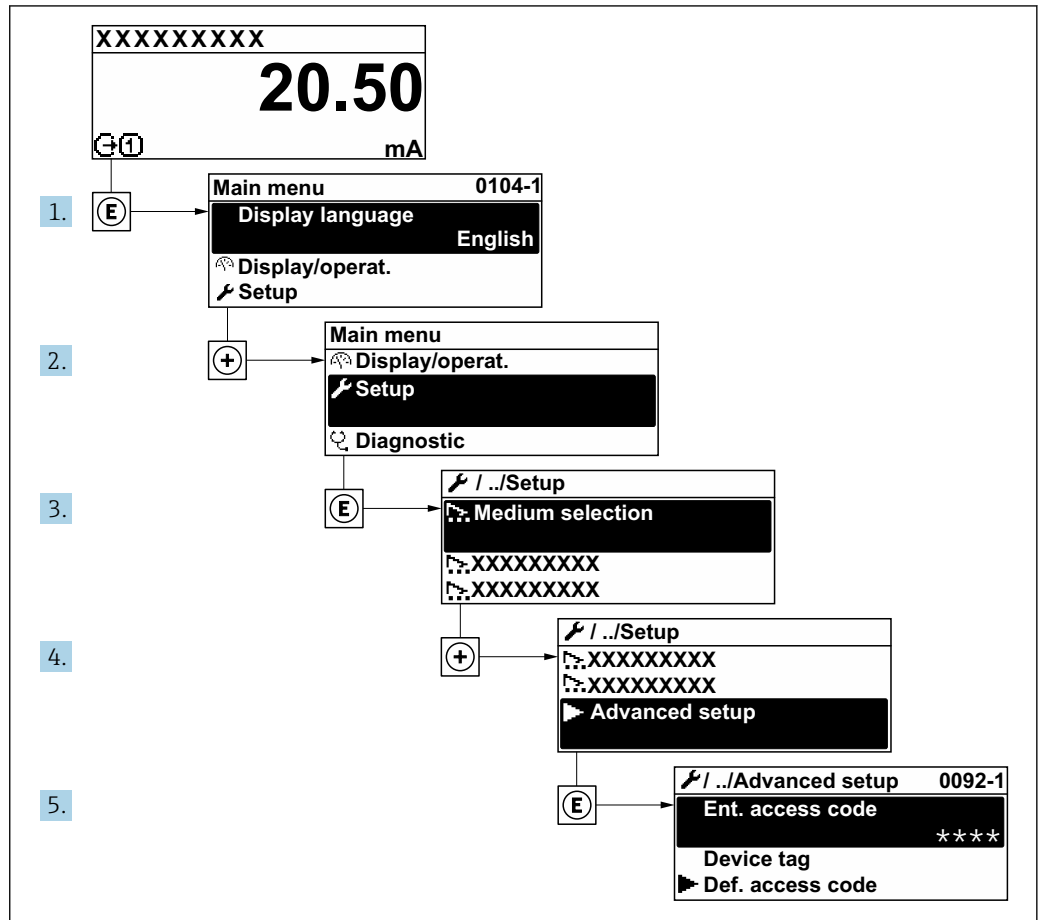 XXXXXXXXX
20.50
1 mA
1. E
Main menu 0104-1
Display language
English
Display/operat.
Setup
2. +
Main menu
Display/operat.
Setup
Diagnostic
3. E
/ ../Setup
Medium selection
XXXXXXXXX
XXXXXXXXX
4. +
/ ../Setup
XXXXXXXXX
XXXXXXXXX
Advanced setup
5. E
/ ../Advanced setup 0092-1
Ent. access code
****
Device tag
Def. access code